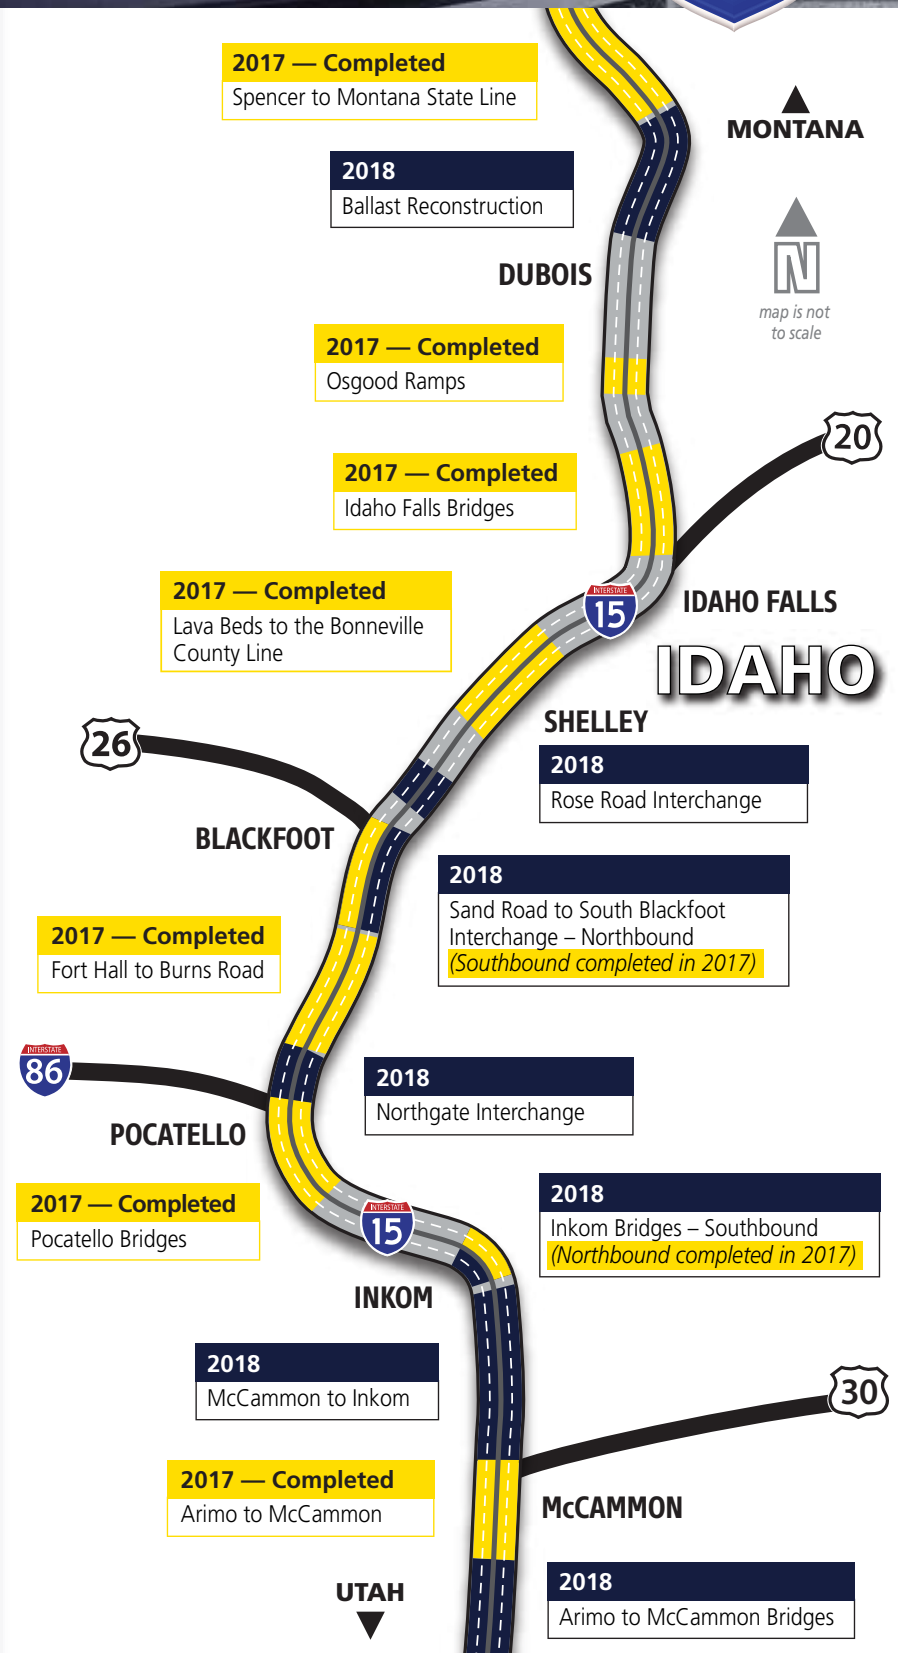 2017 — Completed
Spencer to Montana State Line
MONTANA
2018
Ballast Reconstruction
N
map is not
to scale
DUBOIS
2017 — Completed
Osgood Ramps
20
2017 — Completed
Idaho Falls Bridges
2017 — Completed
Lava Beds to the Bonneville
County Line
INTERSTATE
15
IDAHO FALLS
IDAHO
SHELLEY
26
2018
Rose Road Interchange
BLACKFOOT
2018
Sand Road to South Blackfoot
Interchange – Northbound
(Southbound completed in 2017)
2017 — Completed
Fort Hall to Burns Road
INTERSTATE
86
2018
Northgate Interchange
POCATELLO
2017 — Completed
Pocatello Bridges
INTERSTATE
15
2018
Inkom Bridges – Southbound
(Northbound completed in 2017)
INKOM
2018
McCammon to Inkom
30
2017 — Completed
Arimo to McCammon
McCAMMON
UTAH
2018
Arimo to McCammon Bridges